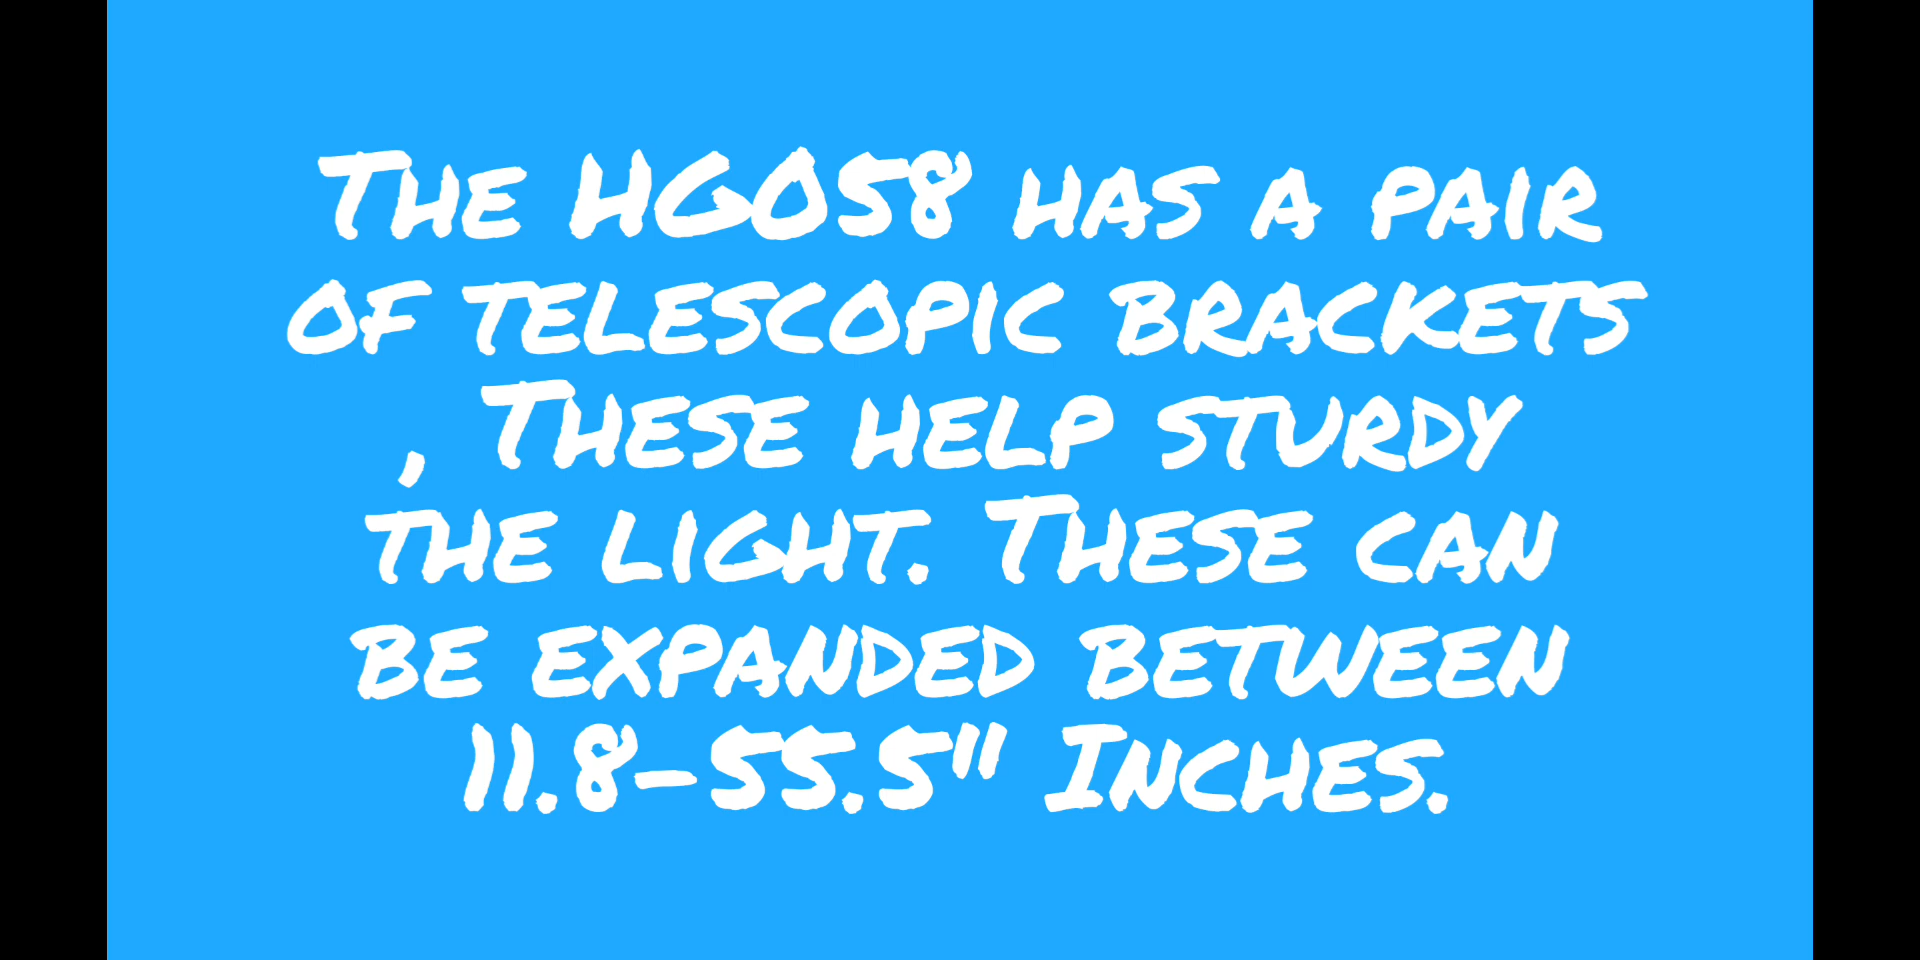 The HG058 has a pair
of telescopic brackets
, These help sturdy
the light. These can
be expanded between
11.8-55.5" Inches.